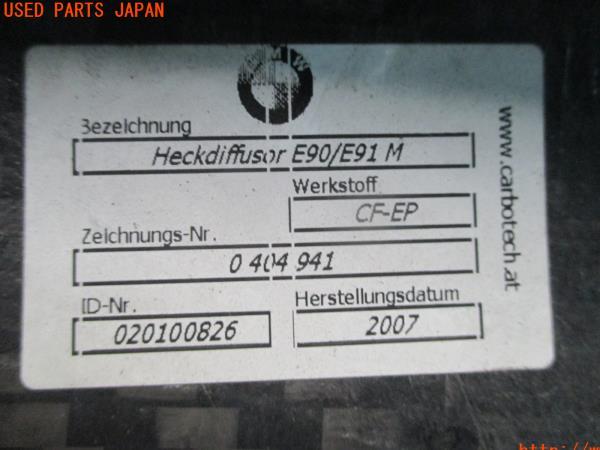 USED PARTS JAPAN
BMW
Bezeichnung
Heckdiffusor E90/E91 M
Werkstoff
CF-EP
Zeichnungs-Nr.
0 404 941
ID-Nr.
020100826
Herstellungsdatum
2007
www.carbotech.at